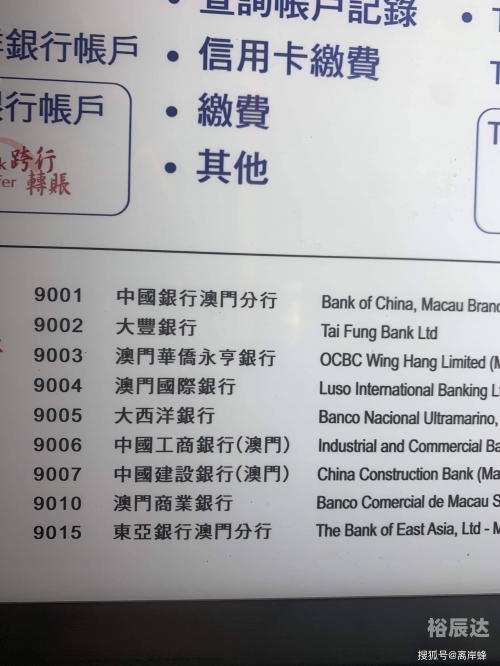 查詢帳戶記錄
銀行帳戶
信用卡繳費
行帳戶
繳費
跨行
轉賬
其他
9001 中國銀行澳門分行 Bank of China, Macau Branc
9002 大豐銀行 Tai Fung Bank Ltd
9003 澳門華僑永亨銀行 OCBC Wing Hang Limited (M
9004 澳門國際銀行 Luso International Banking L
9005 大西洋銀行 Banco Nacional Ultramarino,
9006 中國工商銀行(澳門) Industrial and Commercial Ba
9007 中國建設銀行(澳門) China Construction Bank (Ma
9010 澳門商業銀行 Banco Comercial de Macau S
9015 東亞銀行澳門分行 The Bank of East Asia, Ltd - M
裕辰达
搜狐号@离岸蜂